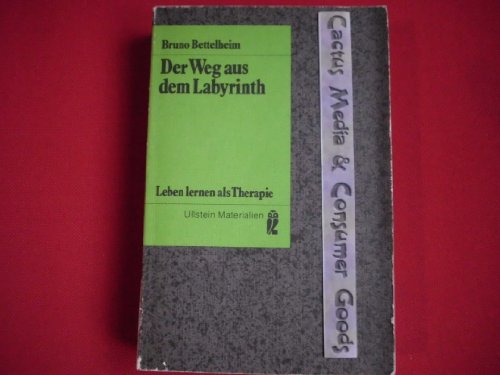 Bruno Bettelheim
Der Weg aus
dem Labyrinth
Leben lernen als Therapie
Ullstein Materialien
Cactus Media & Consumer Goods